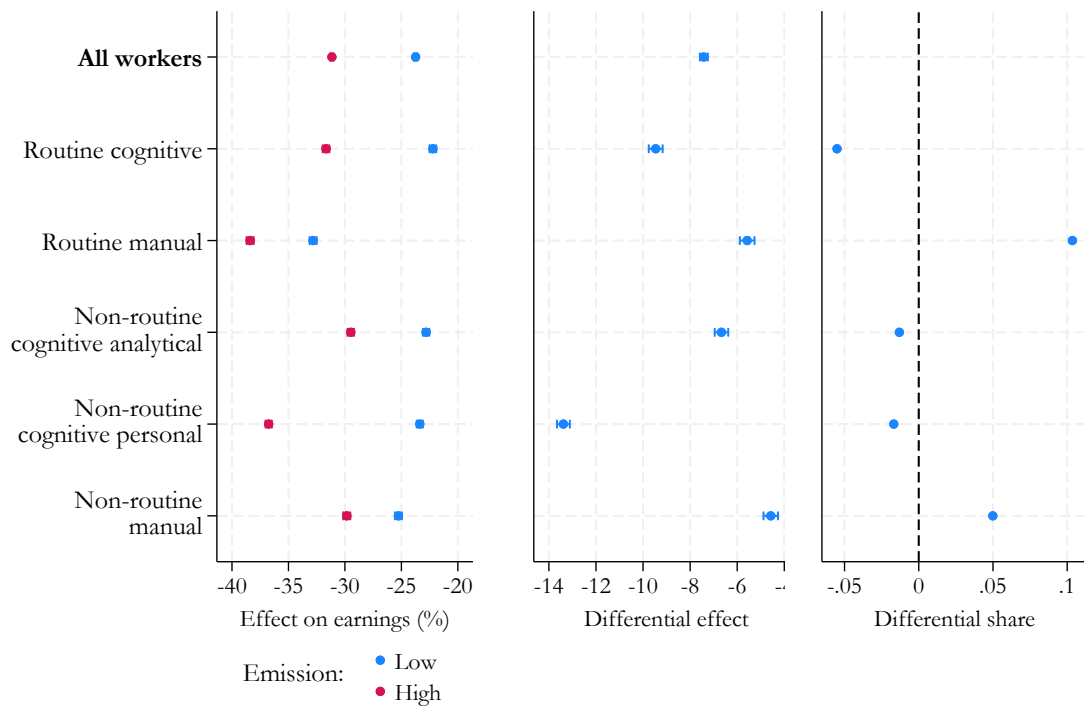 All workers
Routine cognitive
Routine manual
Non-routine
cognitive analytical
Non-routine
cognitive personal
Non-routine
manual
-40 -30 -20
Effect on earnings (%)
-14 -12 -10 -8 -6 -4
Differential effect
-.05 0 .05 .1
Differential share
Emission:
Low
High